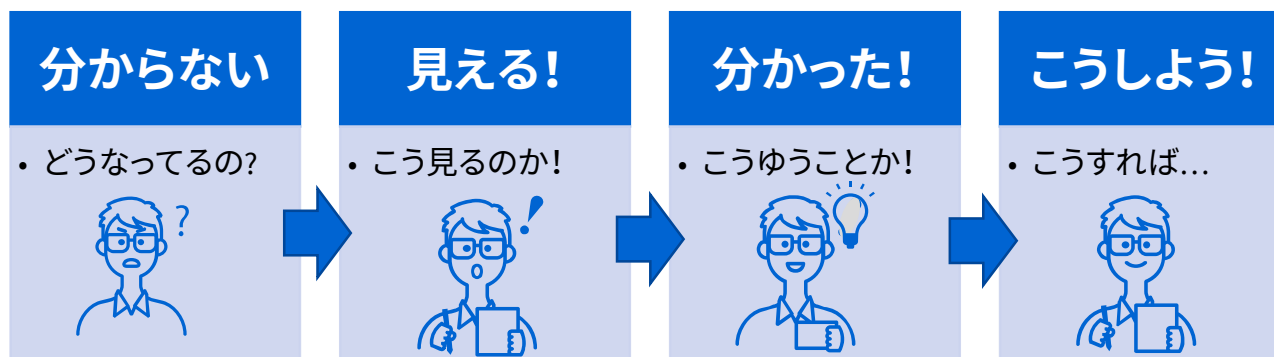 分からない
・どうなってるの?
見える!
・こう見るのか!
?
!
分かった!
・こうゆうことか!
こうしよう!
・こうすれば…